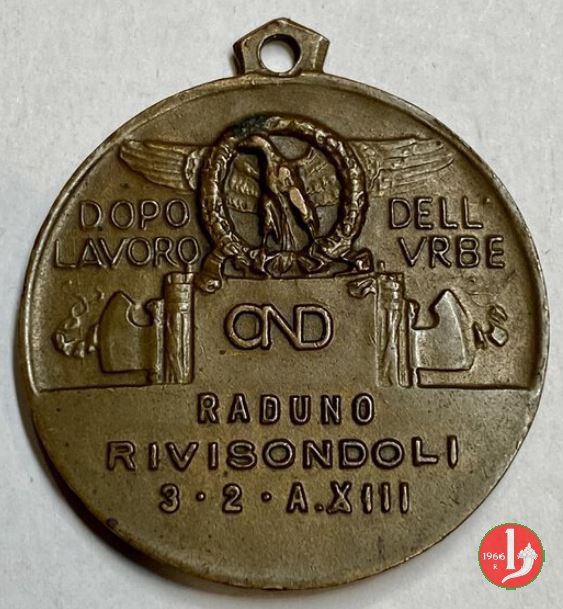 DOPO DELL
LAVORO VRBE
OND
RADUNO
RIVISONDOLI
3·2·A.XIII
1966
R